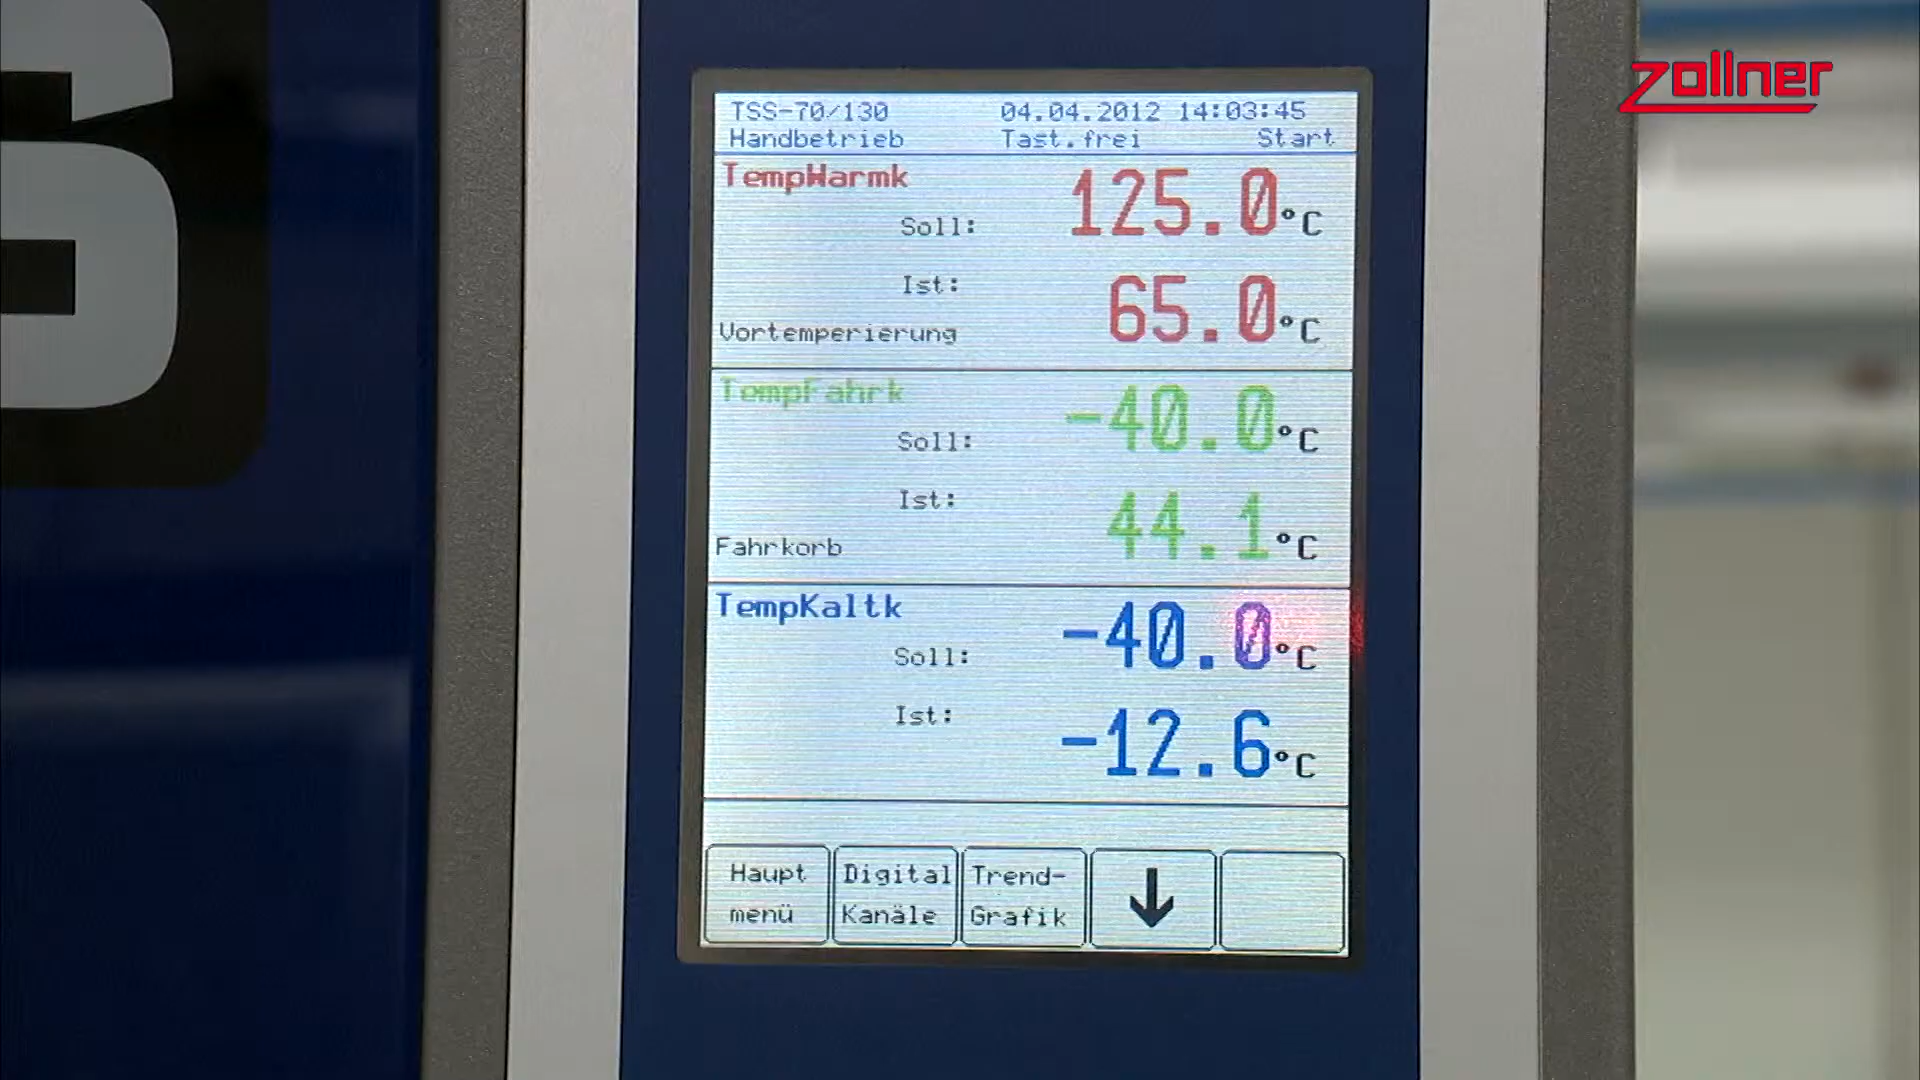 zollner
TSS-70/130 04.04.2012 14:03:45
Handbetrieb Tast.frei Start
TempWarmk
Soll: 125.0°C
Ist: 65.0°C
Vortemperierung
TempFahrk
Soll: -40.0°C
Ist: 44.1°C
Fahrkorb
TempKaltk
Soll: -40.0°C
Ist: -12.6°C
Haupt menü
Digital Kanäle
Trend-Grafik